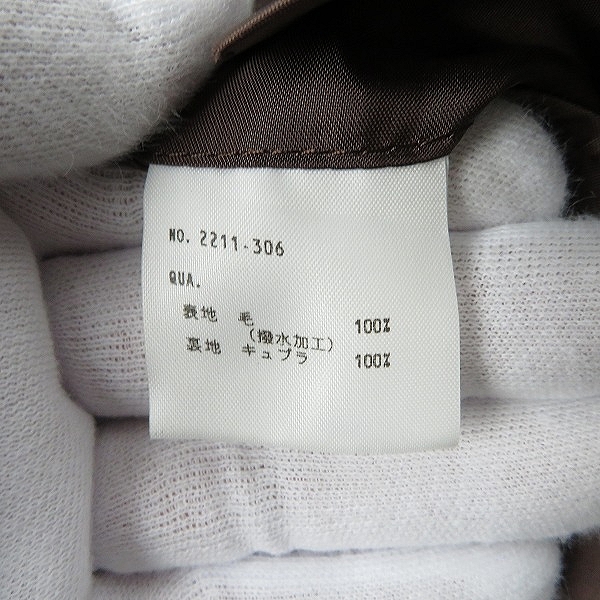 NO. 2211-306
QUA.
表地 毛 100%
(撥水加工)
裏地 キュプラ 100%